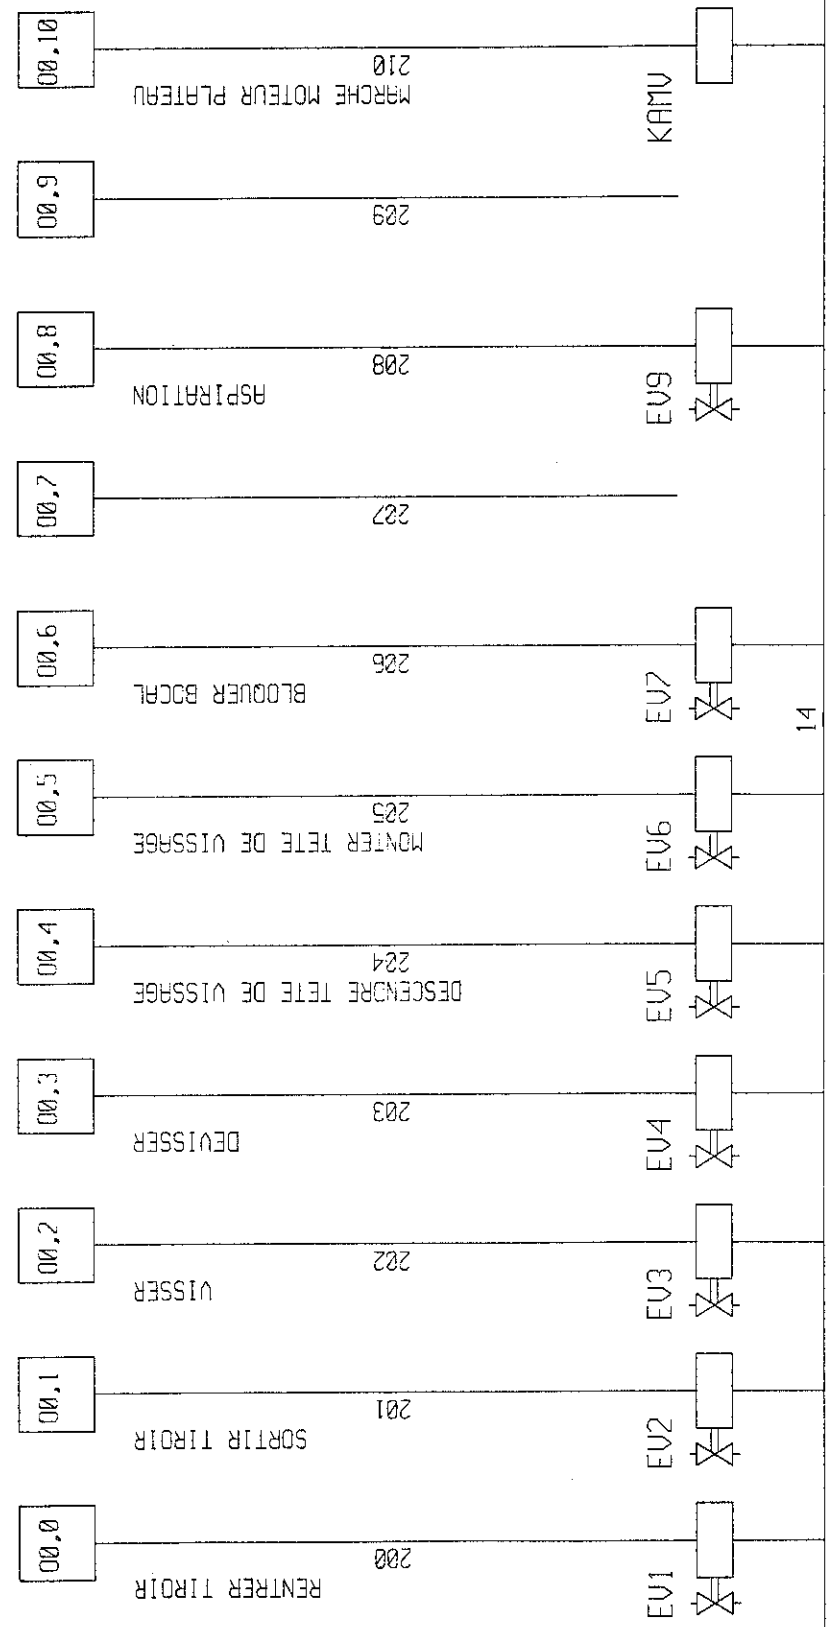 O0,10
210
MARCHE MOTEUR PLATEAU
KAMV
O0,9
209
O0,8
208
ASPIRATION
EV9
O0,7
207
O0,6
206
BLOQUER BOCAL
EV7
O0,5
205
MONTER TETE DE VISSAGE
EV6
O0,4
204
DESCENDRE TETE DE VISSAGE
EV5
O0,3
203
DEVISSER
EV4
O0,2
202
VISSER
EV3
O0,1
201
SORTIR TIROIR
EV2
O0,0
200
RENTRER TIROIR
EV1
14